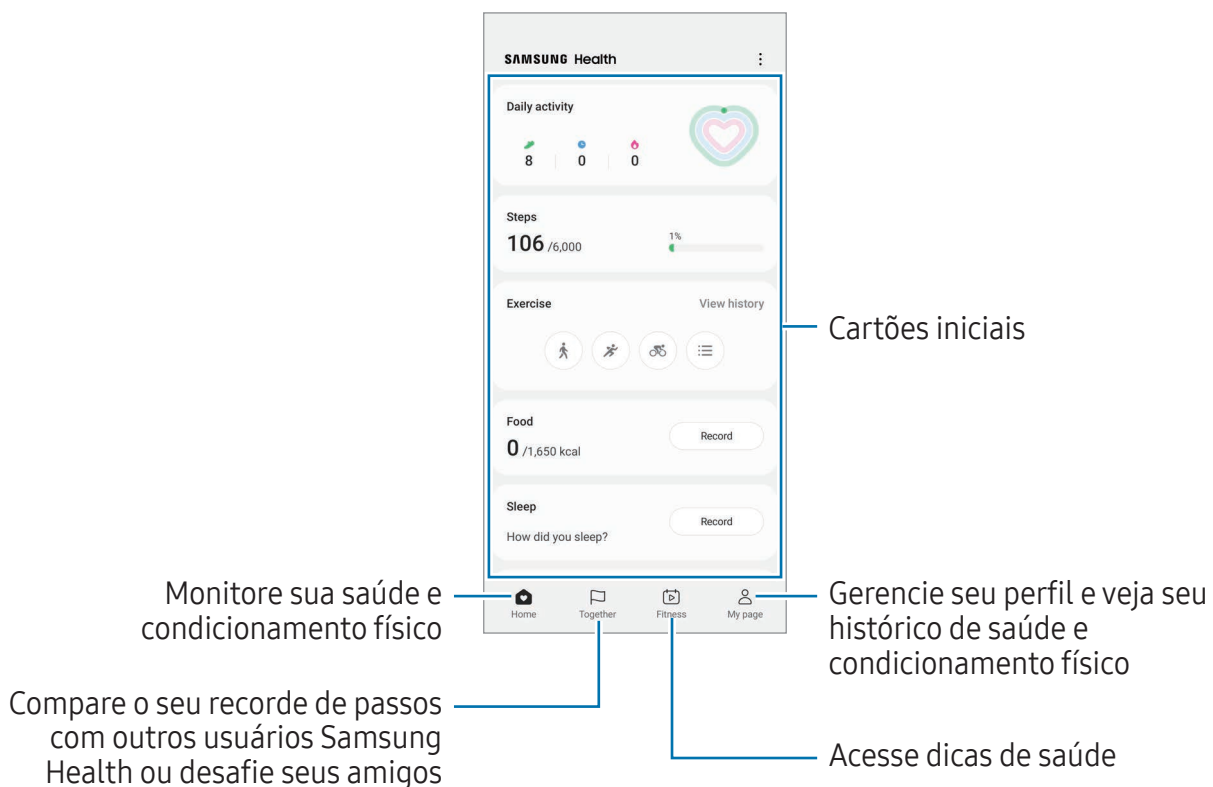 SAMSUNG Health
Daily activity
8 0 0
Steps
106 /6,000
1%
Exercise
View history
Cartões iniciais
Food
0 /1,650 kcal
Record
Sleep
How did you sleep?
Record
Home
Together
Fitness
My page
Monitore sua saúde e
condicionamento físico
Gerencie seu perfil e veja seu
histórico de saúde e
condicionamento físico
Compare o seu recorde de passos
com outros usuários Samsung
Health ou desafie seus amigos
Acesse dicas de saúde